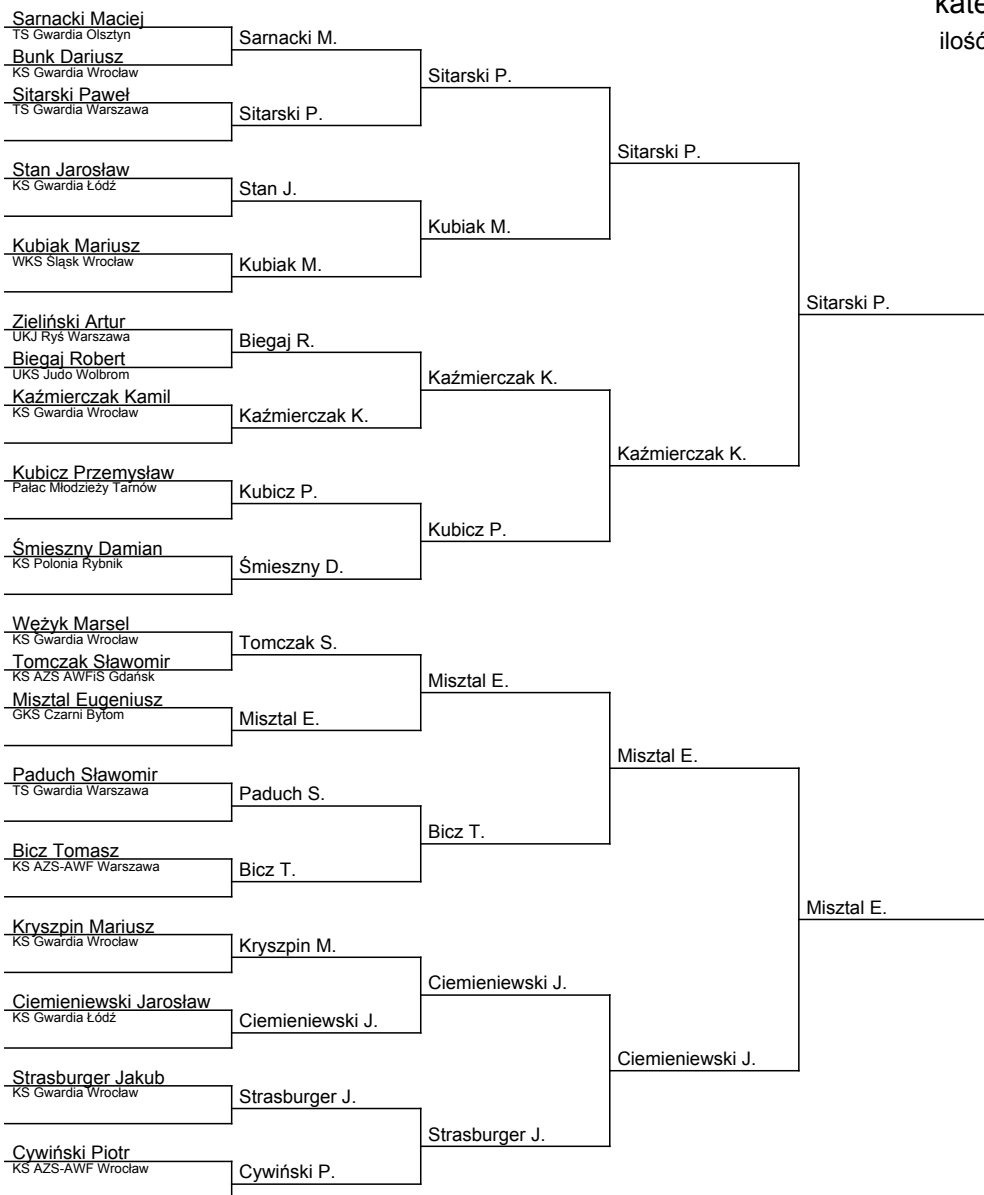 kate
ilość
Sarnacki Maciej
TS Gwardia Olsztyn
Bunk Dariusz
KS Gwardia Wrocław
Sitarski Paweł
TS Gwardia Warszawa
Stan Jarosław
KS Gwardia Łódź
Kubiak Mariusz
WKS Śląsk Wrocław
Zieliński Artur
UKJ Ryś Warszawa
Biegaj Robert
UKS Judo Wolbrom
Kaźmierczak Kamil
KS Gwardia Wrocław
Kubicz Przemysław
Pałac Młodzieży Tarnów
Śmieszny Damian
KS Polonia Rybnik
Wężyk Marsel
KS Gwardia Wrocław
Tomczak Sławomir
KS AZS AWFiS Gdańsk
Misztal Eugeniusz
GKS Czarni Bytom
Paduch Sławomir
TS Gwardia Warszawa
Bicz Tomasz
KS AZS-AWF Warszawa
Kryszpin Mariusz
KS Gwardia Wrocław
Ciemieniewski Jarosław
KS Gwardia Łódź
Strasburger Jakub
KS Gwardia Wrocław
Cywiński Piotr
KS AZS-AWF Wrocław
Sarnacki M.
Sitarski P.
Stan J.
Kubiak M.
Biegaj R.
Kaźmierczak K.
Kubicz P.
Śmieszny D.
Tomczak S.
Misztal E.
Paduch S.
Bicz T.
Kryszpin M.
Ciemieniewski J.
Strasburger J.
Cywiński P.
Sitarski P.
Kubiak M.
Kaźmierczak K.
Kubicz P.
Misztal E.
Bicz T.
Ciemieniewski J.
Strasburger J.
Sitarski P.
Kaźmierczak K.
Misztal E.
Ciemieniewski J.
Sitarski P.
Misztal E.